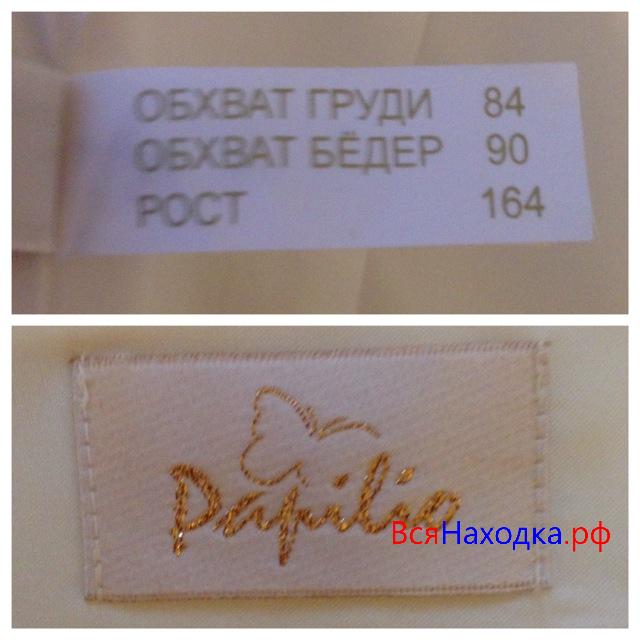 ОБХВАТ ГРУДИ 84
ОБХВАТ БЁДЕР 90
РОСТ 164
Papilio
ВсяНаходка.рф